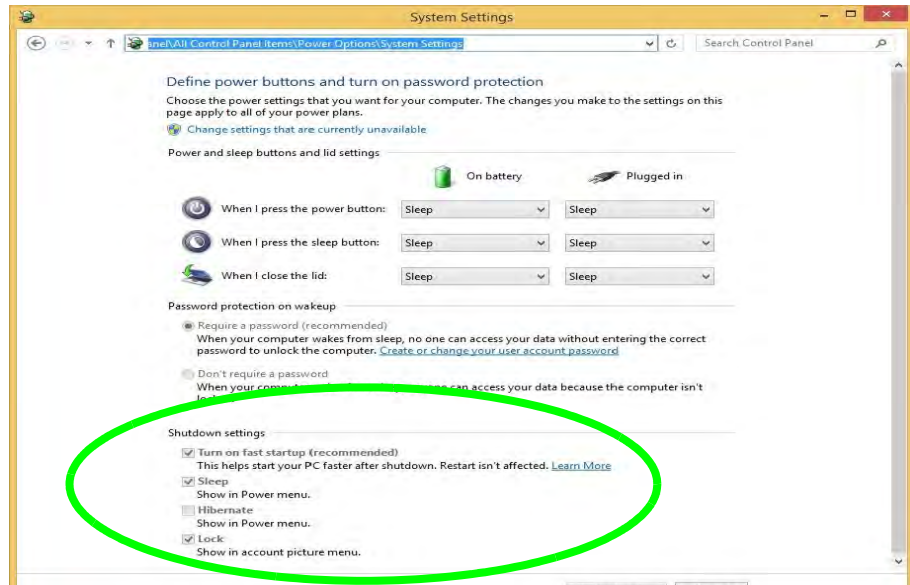 System Settings
anel\All Control Panel Items\Power Options\System Settings
Search Control Panel
Define power buttons and turn on password protection
Choose the power settings that you want for your computer. The changes you make to the settings on this
page apply to all of your power plans.
Change settings that are currently unavailable
Power and sleep buttons and lid settings
On battery Plugged in
When I press the power button: Sleep Sleep
When I press the sleep button: Sleep Sleep
When I close the lid: Sleep Sleep
Password protection on wakeup
Require a password (recommended)
When your computer wakes from sleep, no one can access your data without entering the correct
password to unlock the computer. Create or change your user account password
Don't require a password
When your can access your data because the computer isn't
Shutdown settings
Turn on fast startup (recommended)
This helps start your PC faster after shutdown. Restart isn't affected. Learn More
Sleep
Show in Power menu.
Hibernate
Show in Power menu.
Lock
Show in account picture menu.